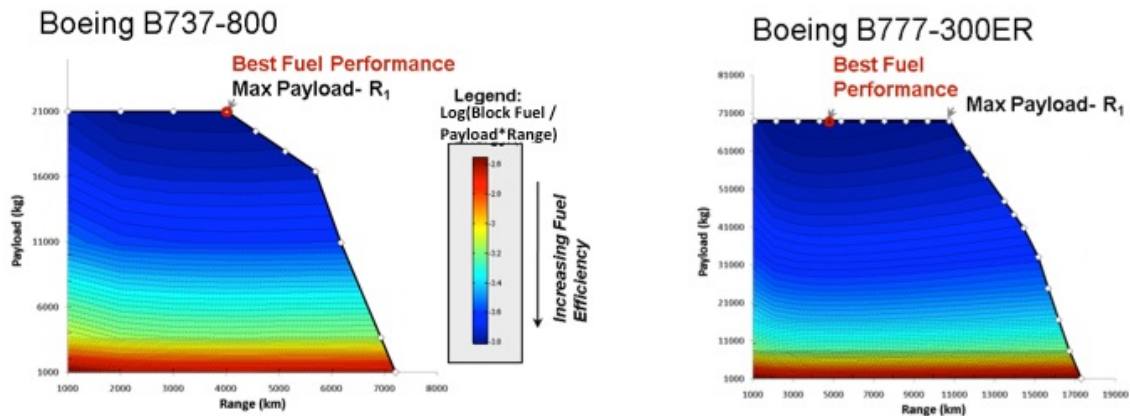 Boeing B737-800
Best Fuel Performance
Max Payload- R₁
21000
16000
11000
6000
1000
Payload (kg)
1000 2000 3000 4000 5000 6000 7000 8000
Range (km)
Legend:
Log(Block Fuel /
Payload*Range)
Increasing Fuel
Efficiency
Boeing B777-300ER
Best Fuel
Performance
Max Payload- R₁
81000
71000
61000
51000
41000
31000
21000
13000
Payload (kg)
1000 3000 5000 7000 9000 11000 13000 15000 17000 19000
Range (km)